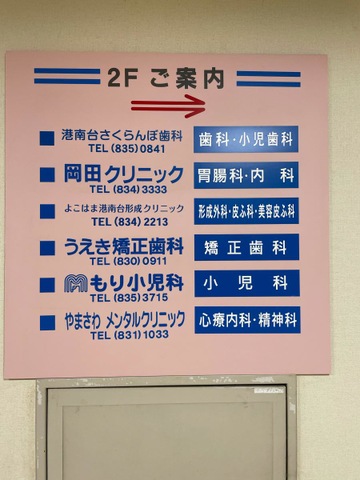 2F ご案内
港南台さくらんぼ歯科 歯科・小児歯科
TEL (835) 0841
岡田クリニック 胃腸科・内 科
TEL (834) 3333
よこはま港南台形成クリニック 形成外科・皮ふ科・美容皮ふ科
TEL (834) 2213
うえき矯正歯科 矯正歯科
TEL (830) 0911
もり小児科 小児科
TEL (835) 3715
やまさわ メンタルクリニック 心療内科・精神科
TEL (831) 1033